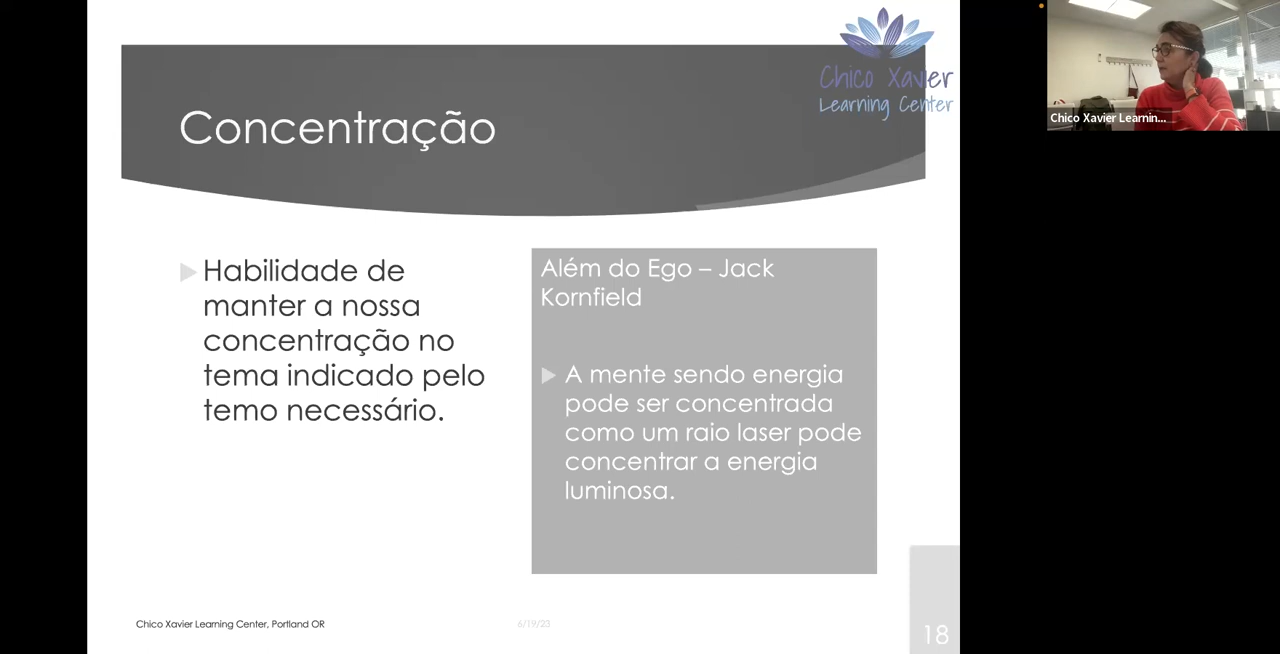 Chico Xavier
Learning Center
Concentração
Habilidade de
manter a nossa
concentração no
tema indicado pelo
temo necessário.
Além do Ego – Jack
Kornfield
A mente sendo energia
pode ser concentrada
como um raio laser pode
concentrar a energia
luminosa.
Chico Xavier Learning Center, Portland OR
6/19/23
18
Chico Xavier Learnin...